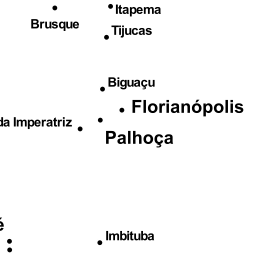 Itapema
Brusque
Tijucas
Biguaçu
Florianópolis
da Imperatriz
Palhoça
é
Imbituba